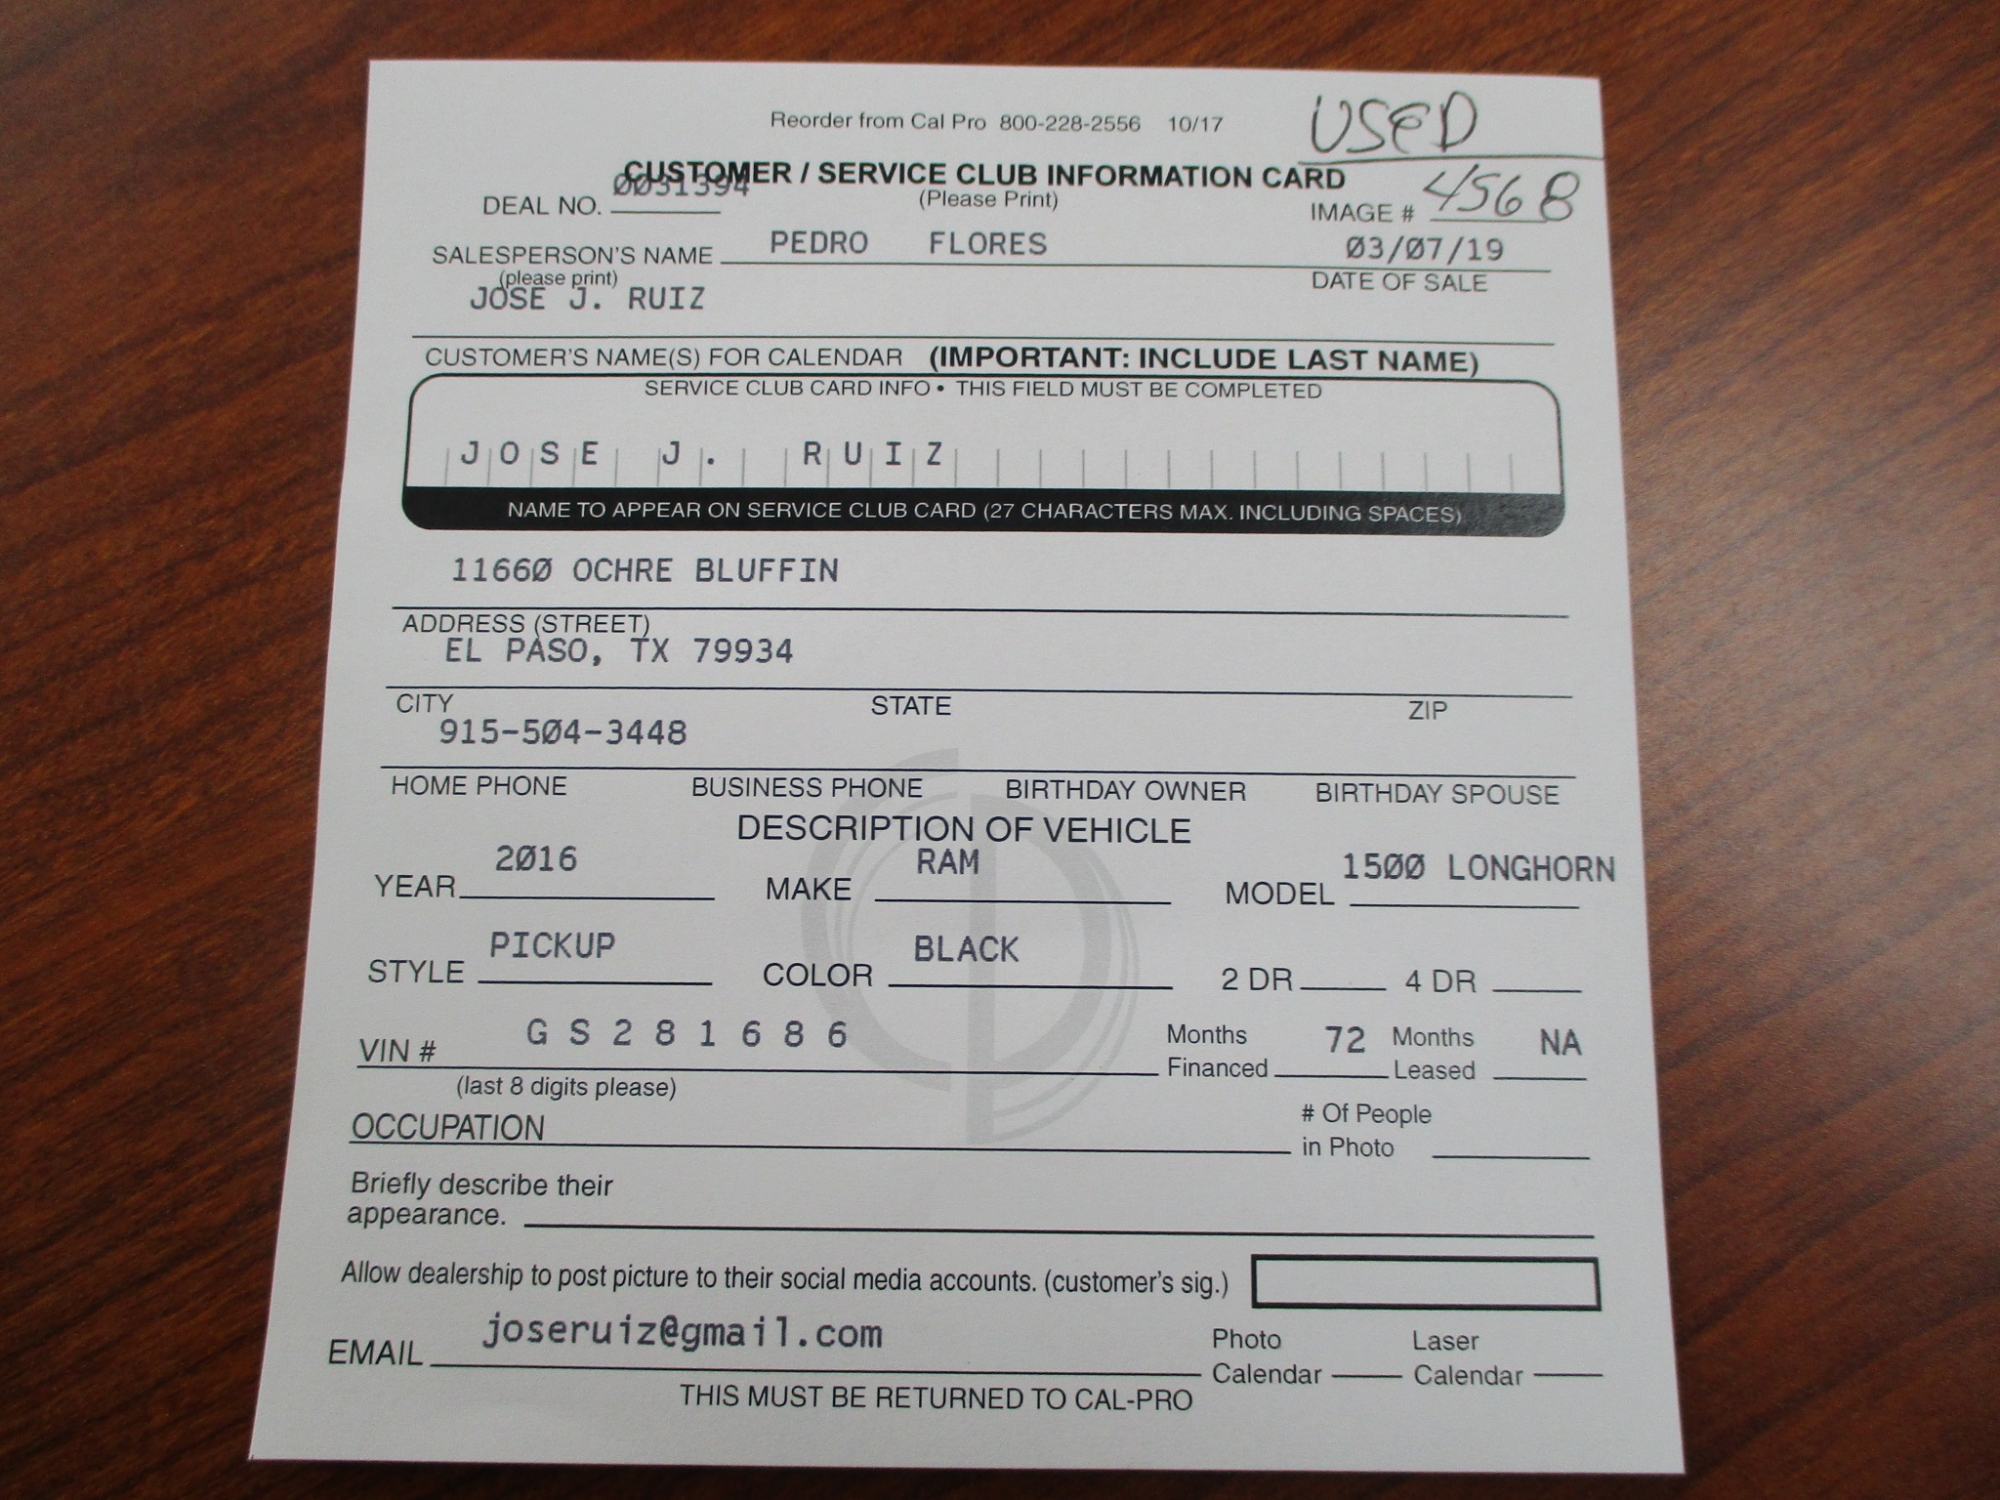 Reorder from Cal Pro 800-228-2556 10/17
USED
CUSTOMER / SERVICE CLUB INFORMATION CARD
(Please Print)
DEAL NO. 0031394
IMAGE # 4568
SALESPERSON'S NAME PEDRO FLORES
(please print)
03/07/19
DATE OF SALE
JOSE J. RUIZ
CUSTOMER'S NAME(S) FOR CALENDAR (IMPORTANT: INCLUDE LAST NAME)
SERVICE CLUB CARD INFO • THIS FIELD MUST BE COMPLETED
JOSE J. RUIZ
NAME TO APPEAR ON SERVICE CLUB CARD (27 CHARACTERS MAX. INCLUDING SPACES)
11660 OCHRE BLUFFIN
ADDRESS (STREET)
EL PASO, TX 79934
CITY STATE ZIP
915-504-3448
HOME PHONE BUSINESS PHONE BIRTHDAY OWNER BIRTHDAY SPOUSE
DESCRIPTION OF VEHICLE
YEAR 2016 MAKE RAM MODEL 1500 LONGHORN
STYLE PICKUP COLOR BLACK 2 DR 4 DR
VIN # GS281686 Months Financed 72 Months Leased NA
(last 8 digits please)
OCCUPATION # Of People in Photo
Briefly describe their
appearance.
Allow dealership to post picture to their social media accounts. (customer's sig.)
EMAIL joseruiz@gmail.com Photo Calendar Laser Calendar
THIS MUST BE RETURNED TO CAL-PRO